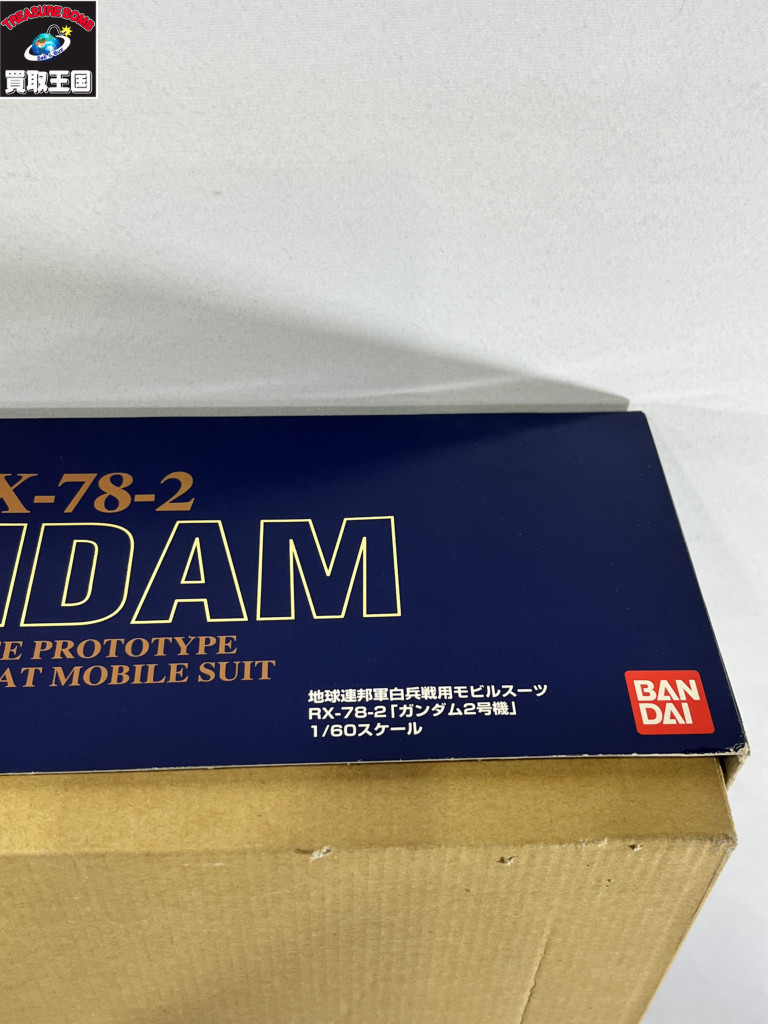 TREASURE BOMB
買取王国
X-78-2
NDAM
E PROTOTYPE
AT MOBILE SUIT
地球連邦軍白兵戦用モビルスーツ
RX-78-2「ガンダム2号機」
1/60スケール
BAN
DAI